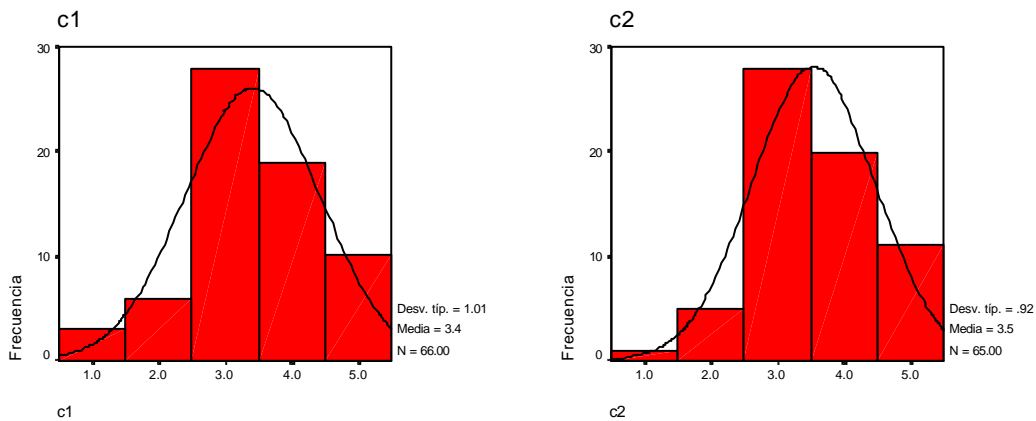 c1
30
20
10
0
Frecuencia
1.0 2.0 3.0 4.0 5.0
c1
Desv. típ. = 1.01
Media = 3.4
N = 66.00
c2
30
20
10
0
Frecuencia
1.0 2.0 3.0 4.0 5.0
c2
Desv. típ. = .92
Media = 3.5
N = 65.00